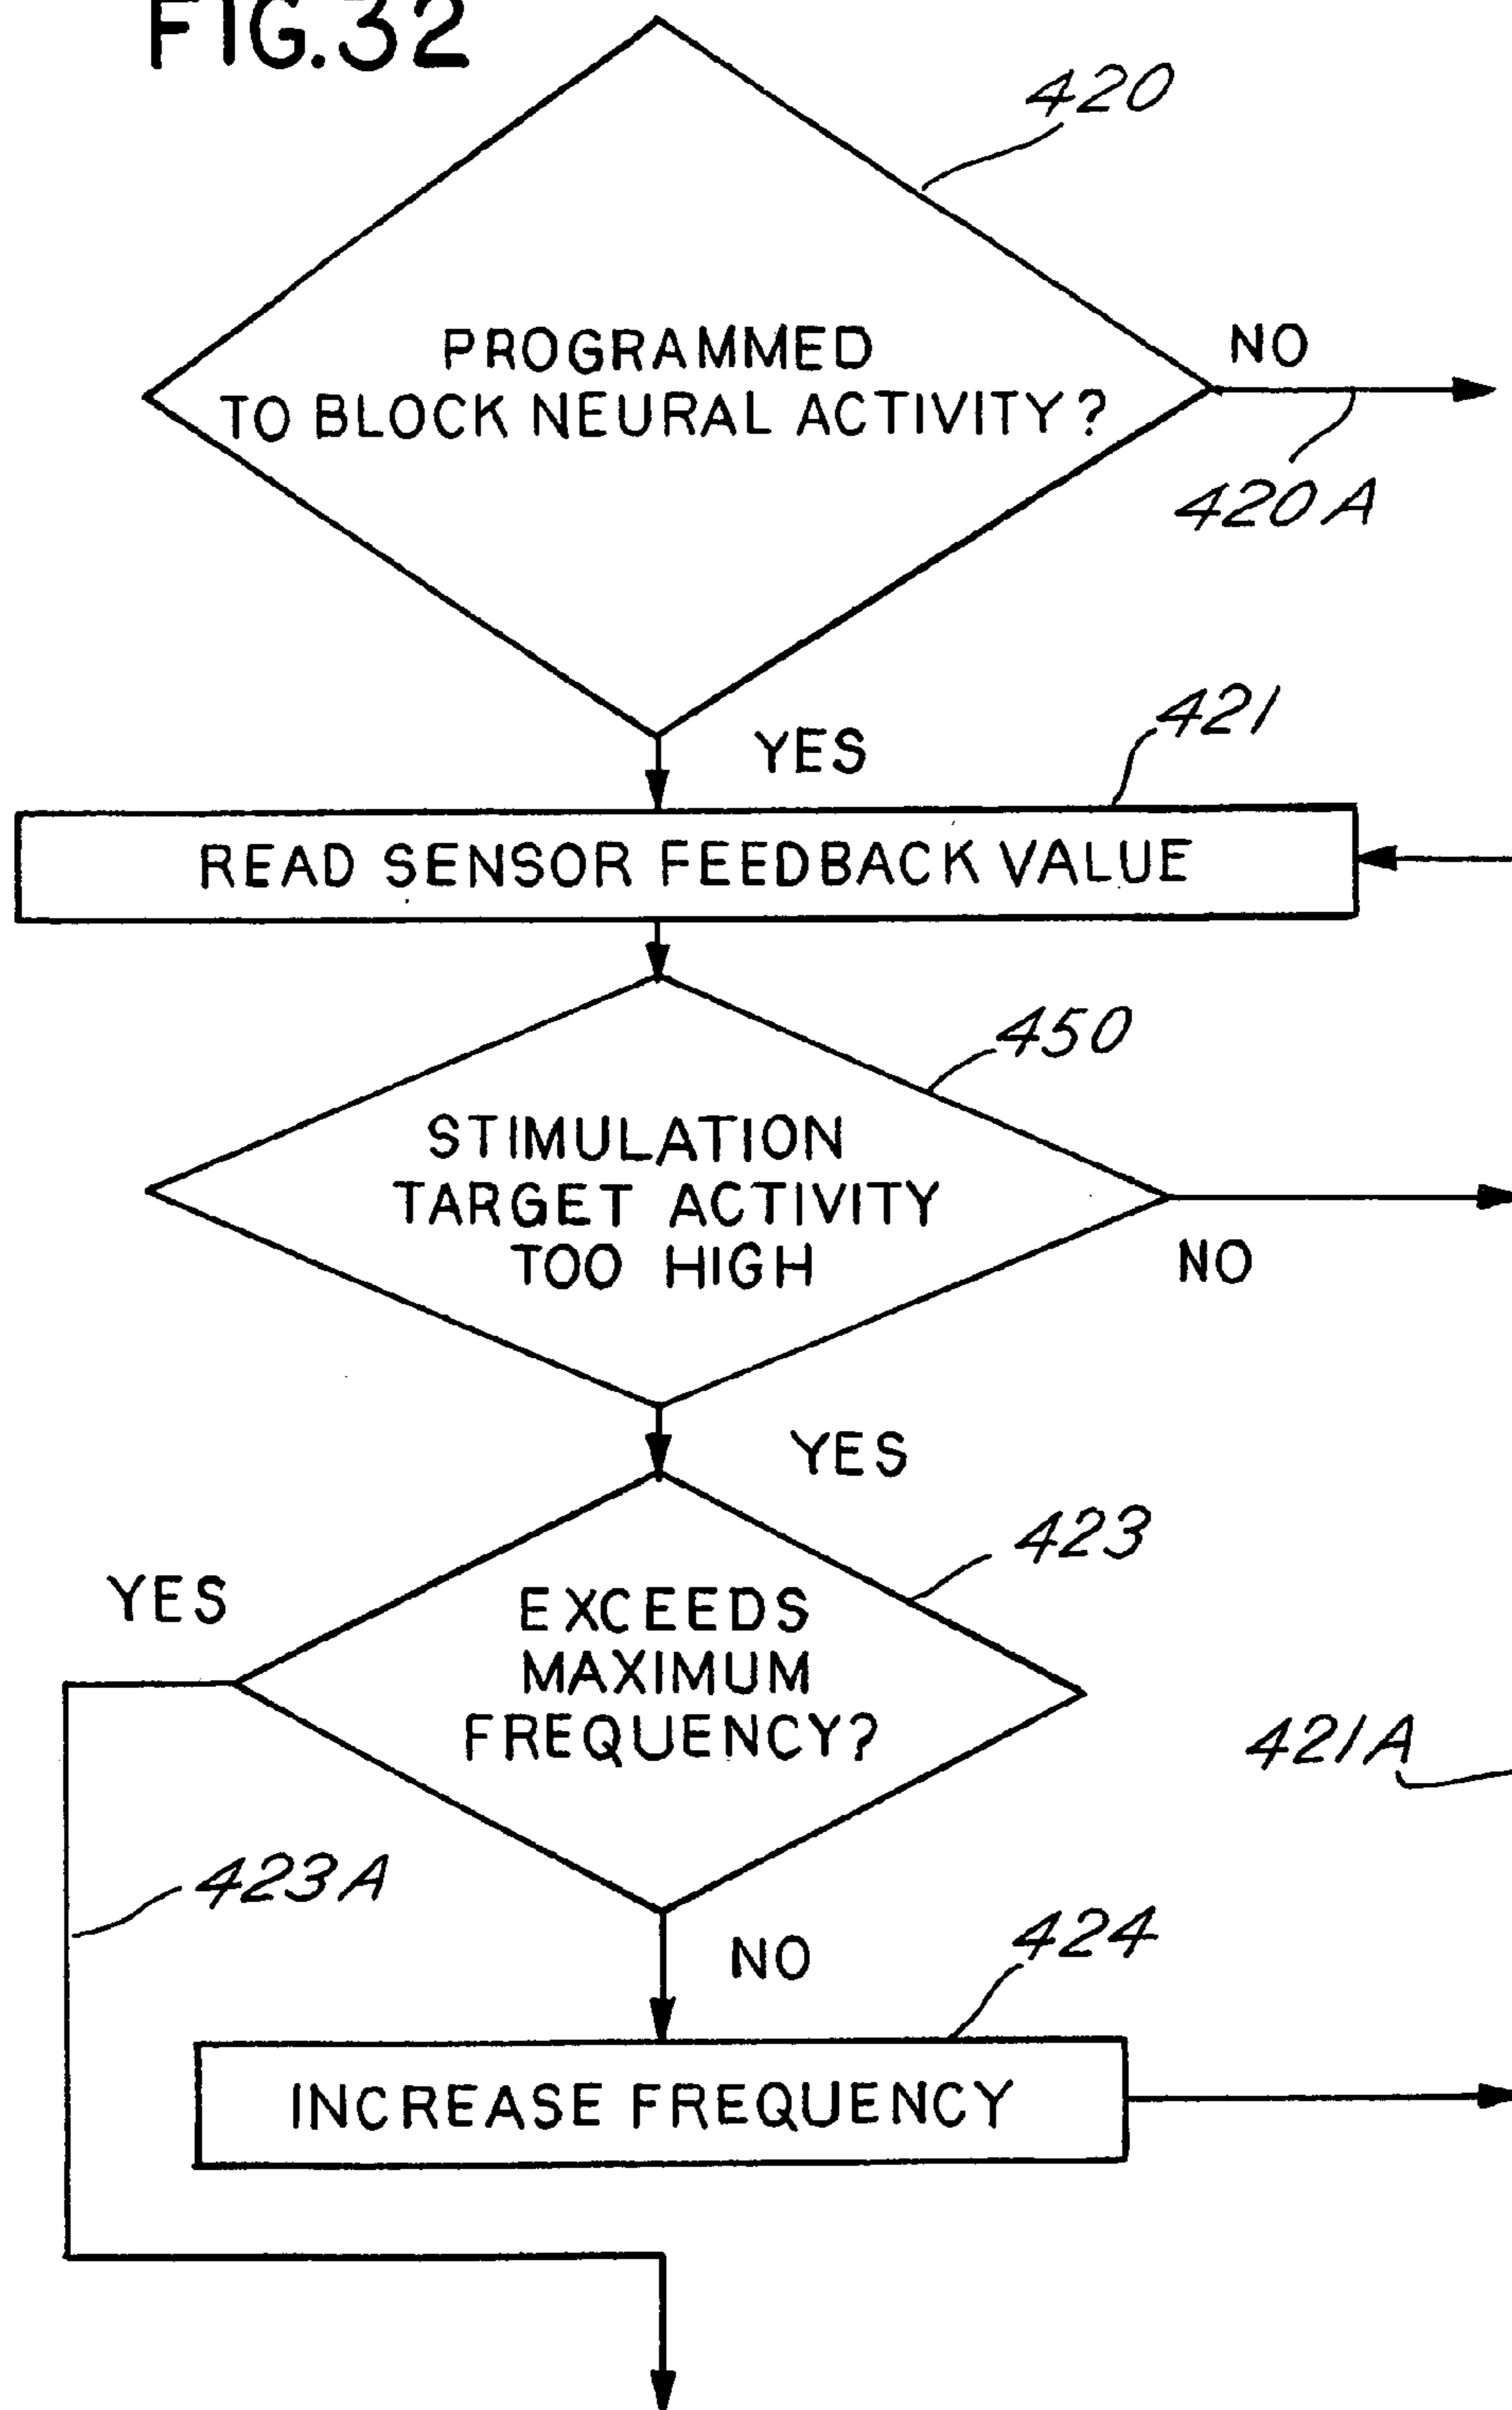 FIG.32
420
PROGRAMMED
TO BLOCK NEURAL ACTIVITY?
NO
420A
YES
421
READ SENSOR FEEDBACK VALUE
450
STIMULATION
TARGET ACTIVITY
TOO HIGH
NO
YES
423
YES
EXCEEDS
MAXIMUM
FREQUENCY?
421A
423A
NO
424
INCREASE FREQUENCY